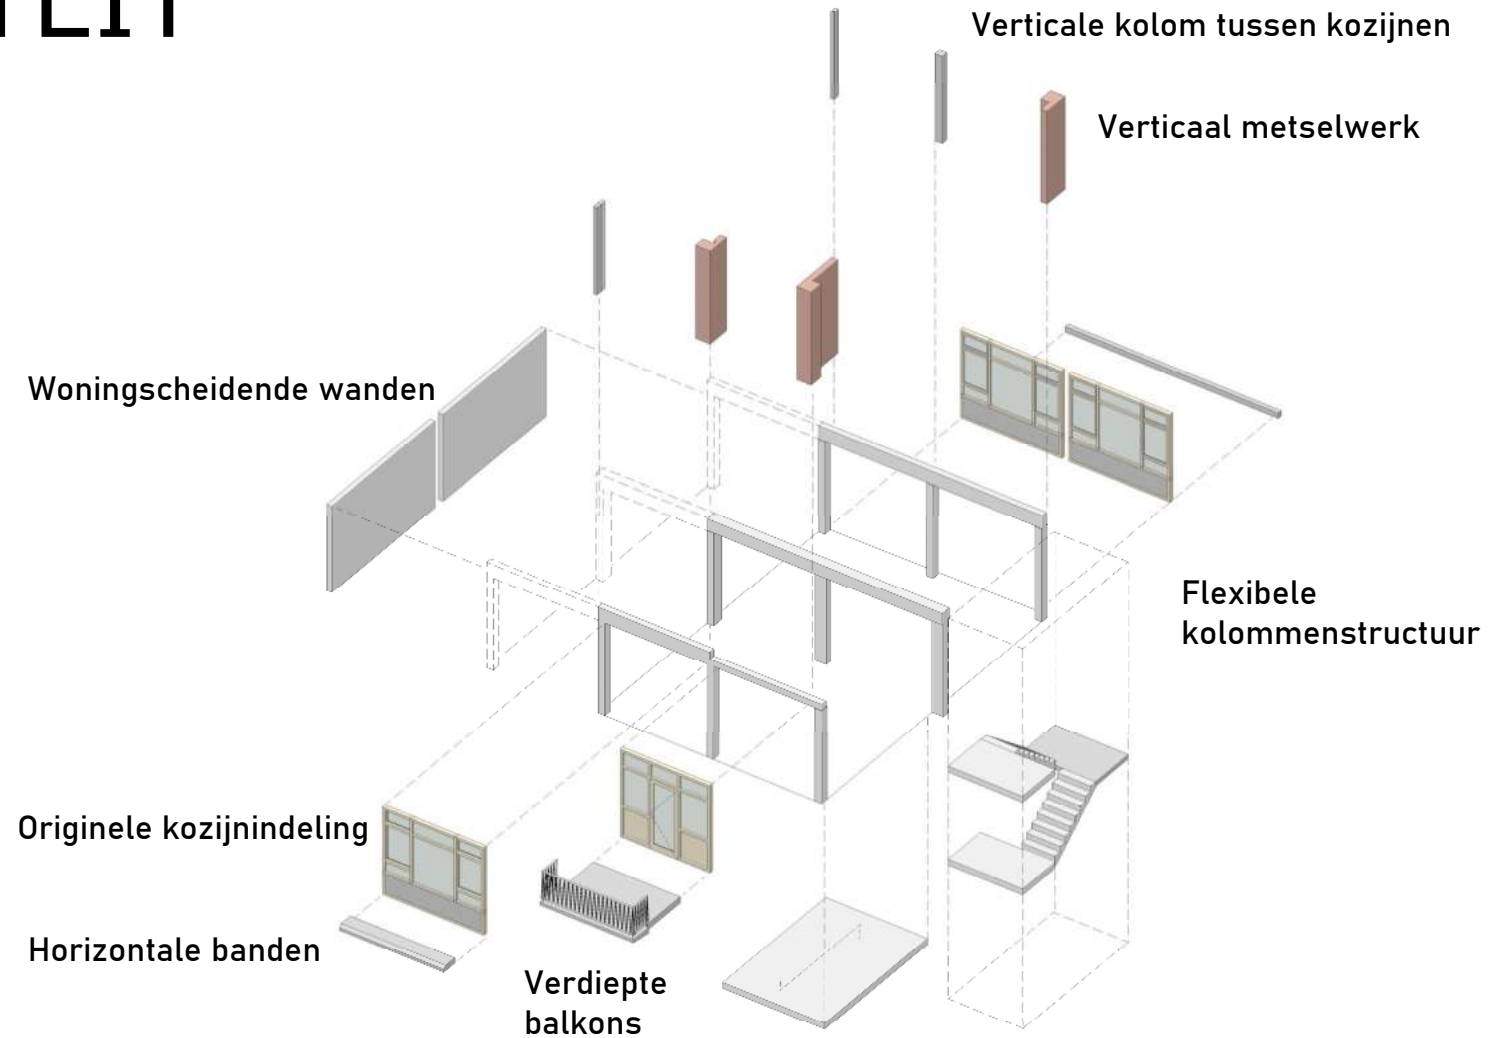 Verticale kolom tussen kozijnen
Verticaal metselwerk
Woningscheidende wanden
Flexibele
kolommenstructuur
Originele kozijnindeling
Horizontale banden
Verdiepte
balkons